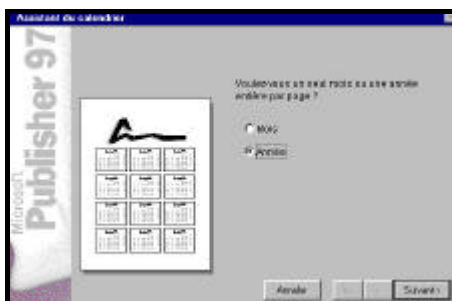 Assistant du calendrier
Microsoft
Publisher 97
Voulez-vous un seul mois ou une année
entière par page ?
Mois
Année
Annuler
Suivant>